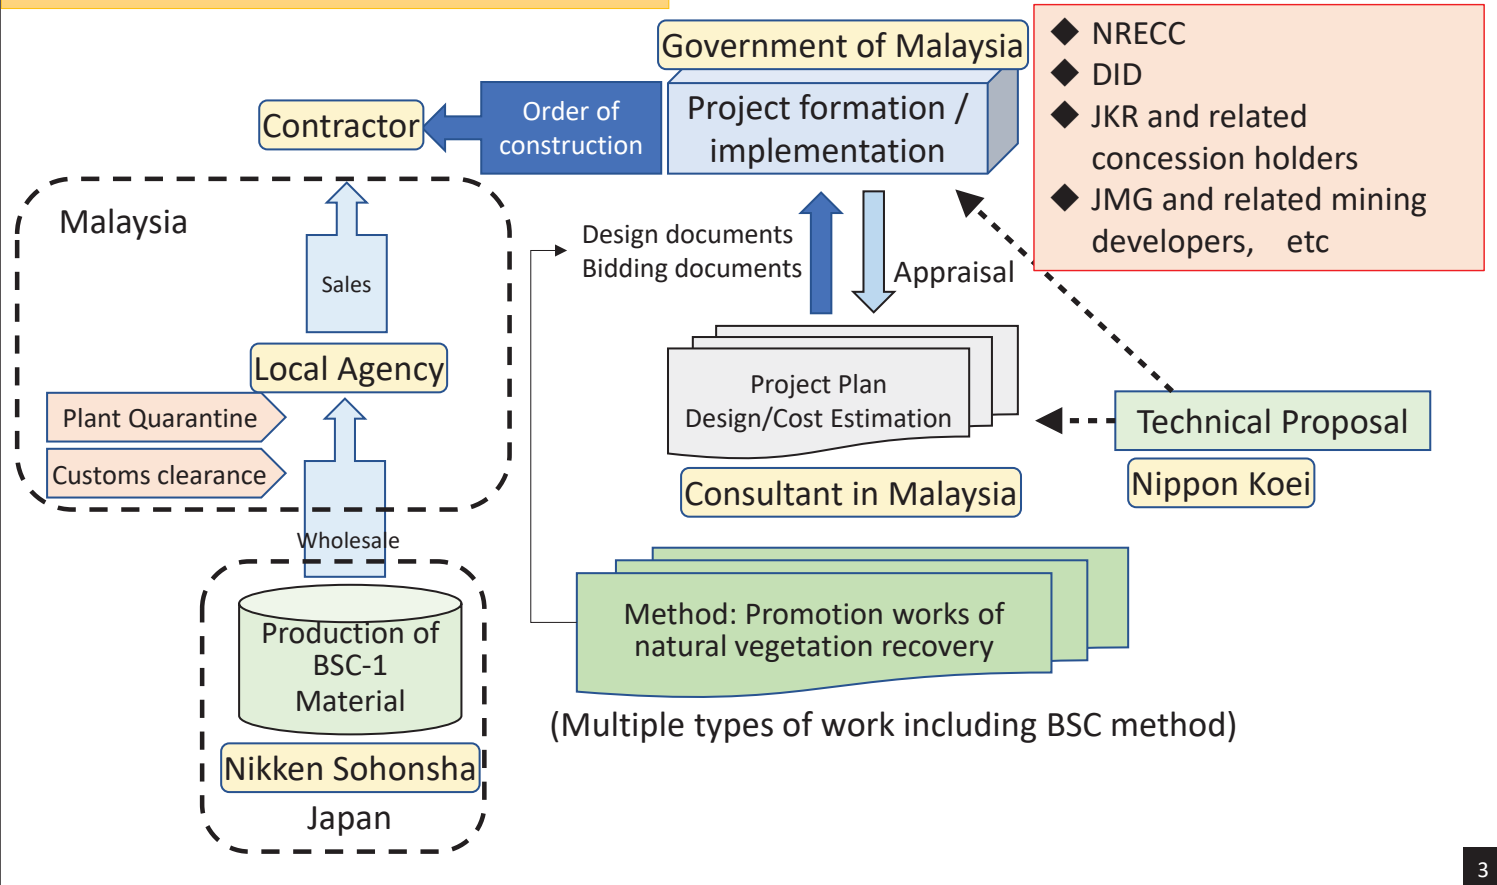 Government of Malaysia
Project formation /
implementation
Order of
construction
Contractor
◆ NRECC
◆ DID
◆ JKR and related
concession holders
◆ JMG and related mining
developers, etc
Malaysia
Sales
Local Agency
Plant Quarantine
Customs clearance
Wholesale
Production of
BSC-1
Material
Nikken Sohonsha
Japan
Design documents
Bidding documents
Appraisal
Project Plan
Design/Cost Estimation
Consultant in Malaysia
Technical Proposal
Nippon Koei
Method: Promotion works of
natural vegetation recovery
(Multiple types of work including BSC method)
3